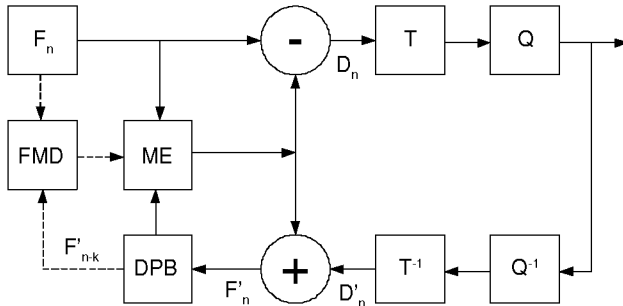 Fₙ
-
Dₙ
T
Q
FMD
ME
F'ₙ₋ₖ
DPB
F'ₙ
+
D'ₙ
T⁻¹
Q⁻¹